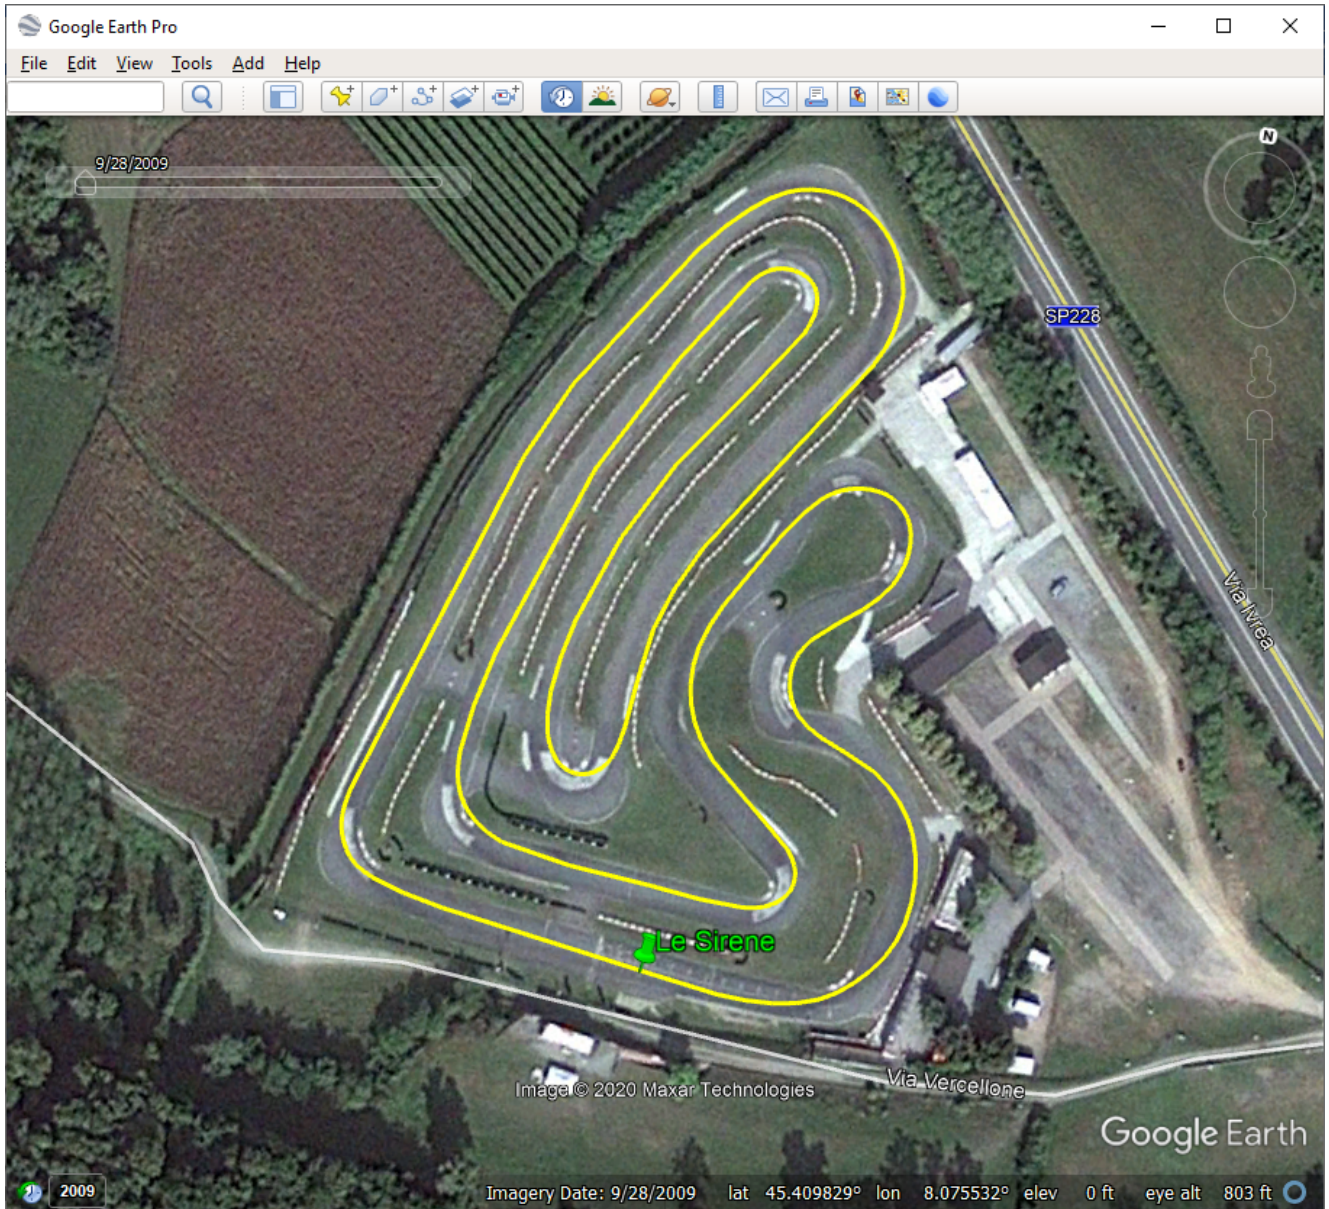 Google Earth Pro
File Edit View Tools Add Help
9/28/2009
N
SP228
Via Ivrea
Le Sirene
Via Vercellone
Image © 2020 Maxar Technologies
Google Earth
2009
Imagery Date: 9/28/2009 lat 45.409829° lon 8.075532° elev 0 ft eye alt 803 ft